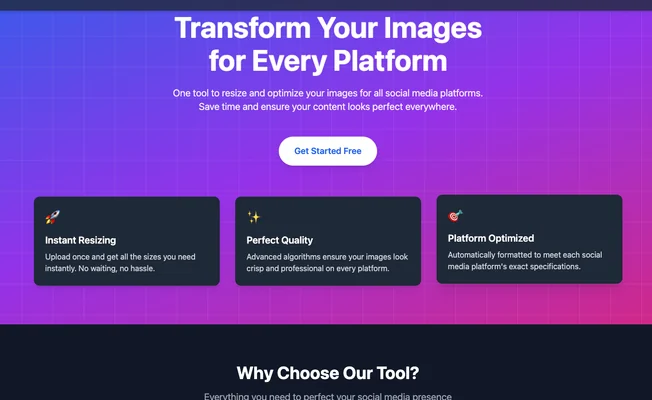 Transform Your Images
for Every Platform
One tool to resize and optimize your images for all social media platforms.
Save time and ensure your content looks perfect everywhere.
Get Started Free
Instant Resizing
Upload once and get all the sizes you need
instantly. No waiting, no hassle.
Perfect Quality
Advanced algorithms ensure your images look
crisp and professional on every platform.
Platform Optimized
Automatically formatted to meet each social
media platform's exact specifications.
Why Choose Our Tool?
Everything you need to perfect your social media presence